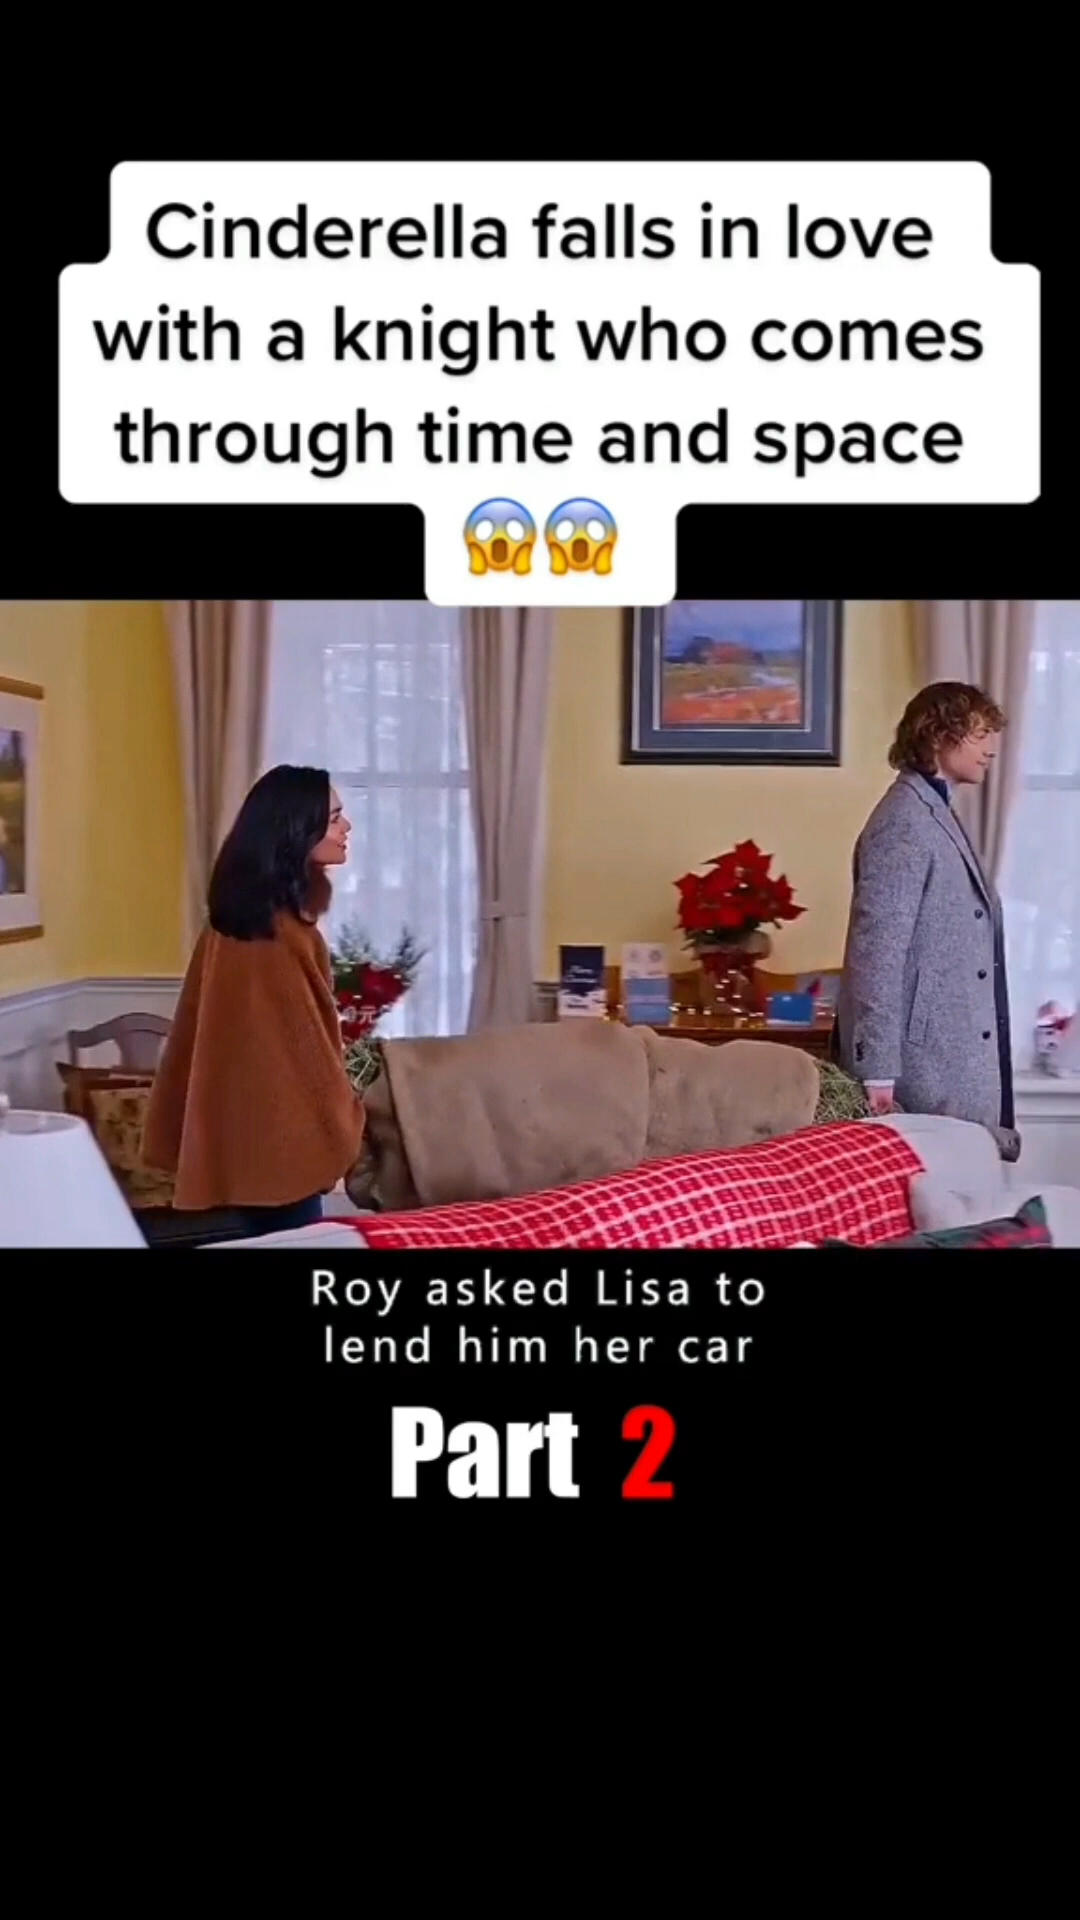 Cinderella falls in love
with a knight who comes
through time and space
😱😱
Roy asked Lisa to
lend him her car
Part 2